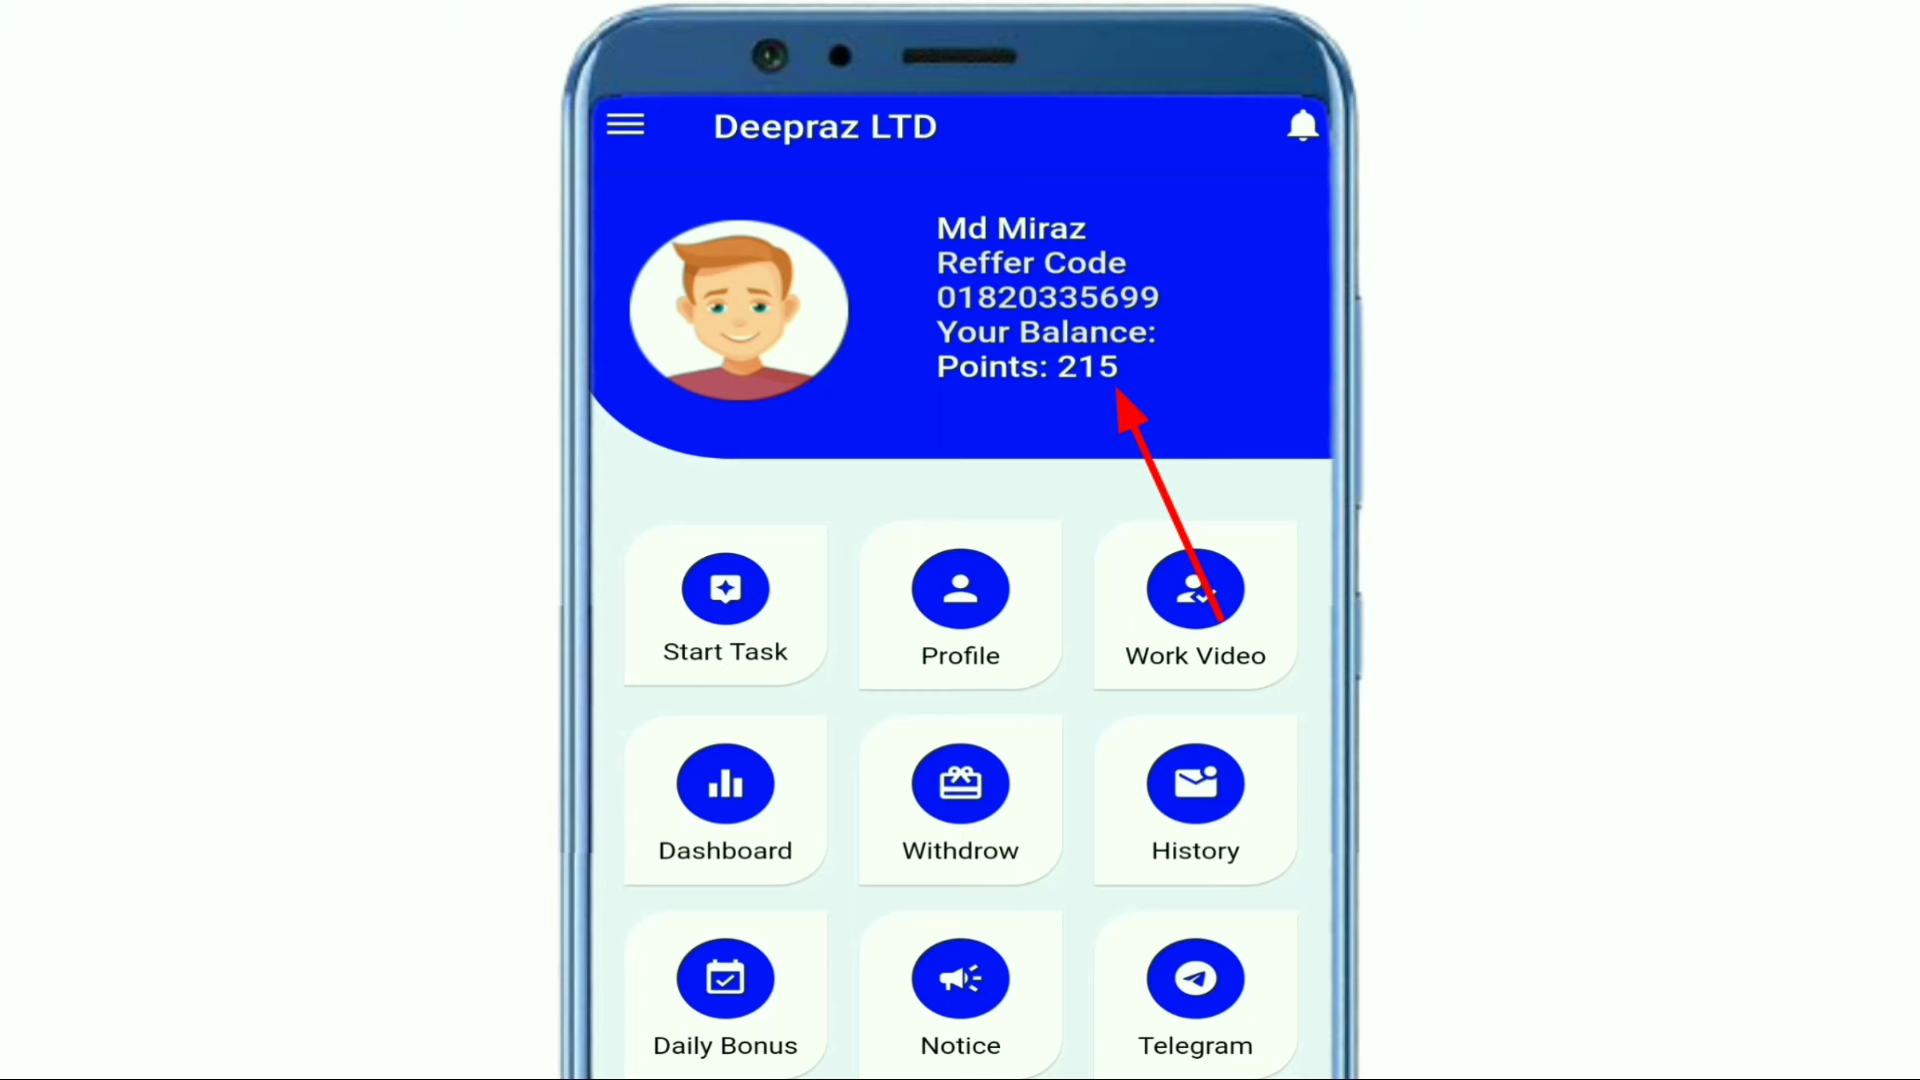 Deepraz LTD
Md Miraz
Reffer Code
01820335699
Your Balance:
Points: 215
Start Task
Profile
Work Video
Dashboard
Withdrow
History
Daily Bonus
Notice
Telegram